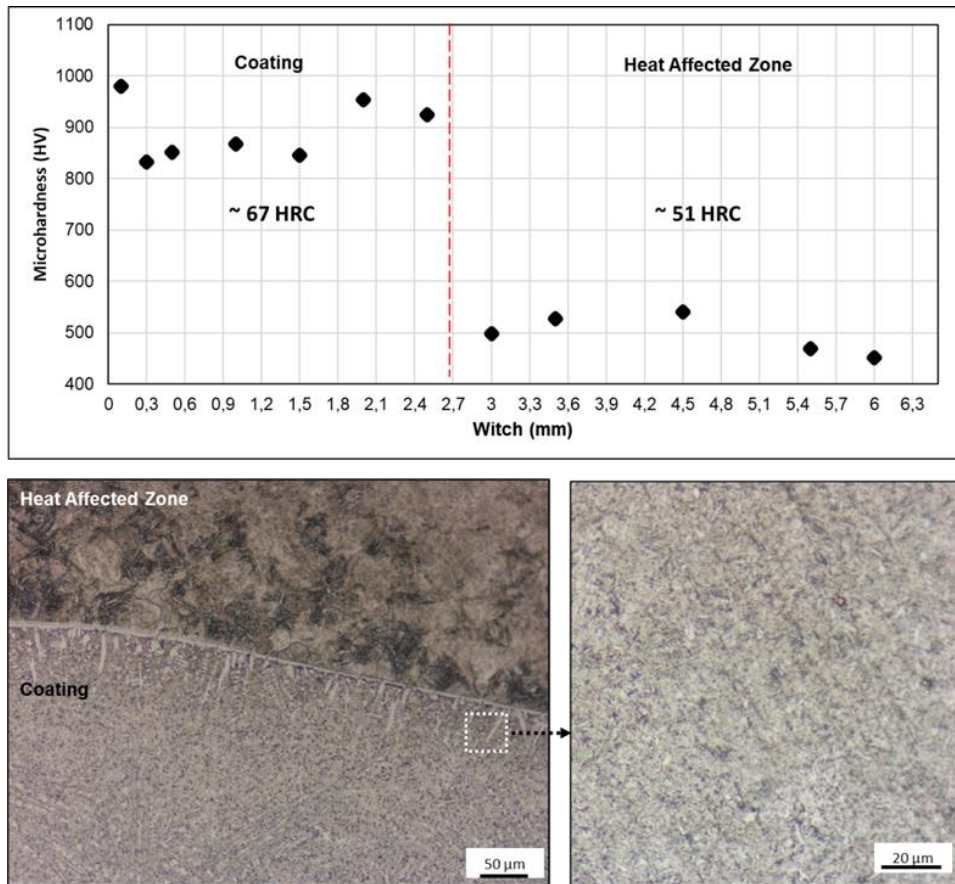 1100
1000
900
800
700
600
500
400
Microhardness (HV)
Coating
Heat Affected Zone
~ 67 HRC
~ 51 HRC
0 0,3 0,6 0,9 1,2 1,5 1,8 2,1 2,4 2,7 3 3,3 3,6 3,9 4,2 4,5 4,8 5,1 5,4 5,7 6 6,3
Witch (mm)
Heat Affected Zone
Coating
50 µm
20 µm